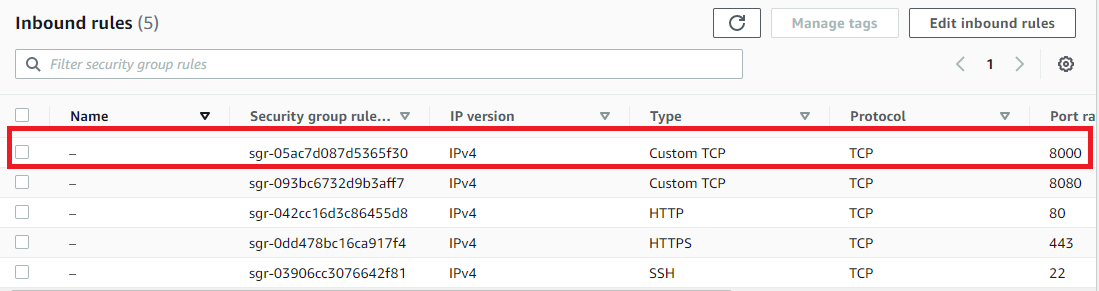 Inbound rules (5)
Manage tags
Edit inbound rules
Filter security group rules
1
Name Security group rule... IP version Type Protocol Port ra
– sgr-05ac7d087d5365f30 IPv4 Custom TCP TCP 8000
– sgr-093bc6732d9b3aff7 IPv4 Custom TCP TCP 8080
– sgr-042cc16d3c86455d8 IPv4 HTTP TCP 80
– sgr-0dd478bc16ca917f4 IPv4 HTTPS TCP 443
– sgr-03906cc3076642f81 IPv4 SSH TCP 22